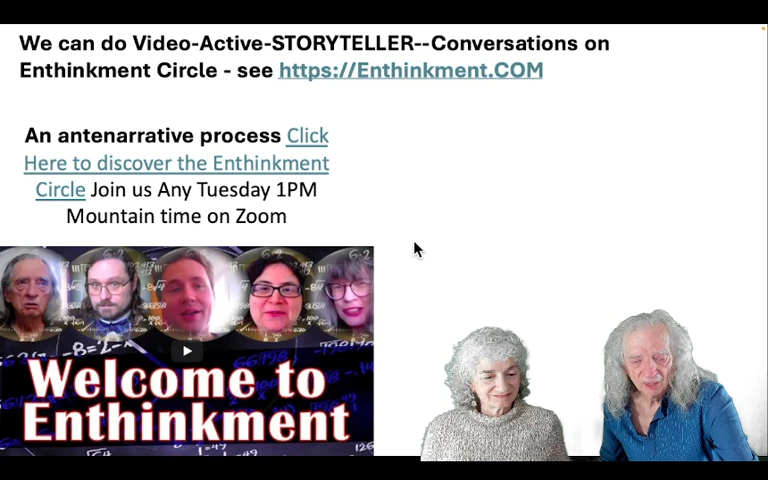 We can do Video-Active-STORYTELLER--Conversations on
Enthinkment Circle - see https://Enthinkment.COM
An antenarrative process Click
Here to discover the Enthinkment
Circle Join us Any Tuesday 1PM
Mountain time on Zoom
Welcome to
Enthinkment